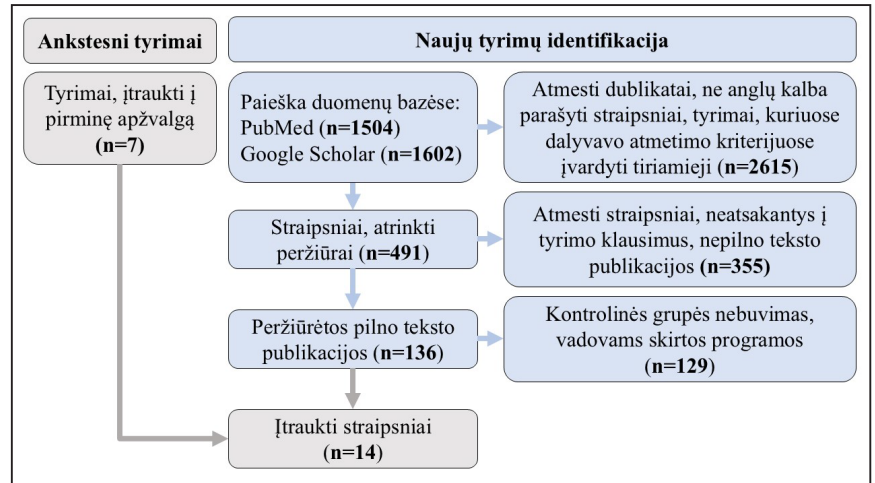 Ankstesni tyrimai
Naujų tyrimų identifikacija
Tyrimai, įtraukti į
pirminę apžvalgą
(n=7)
Paieška duomenų bazėse:
PubMed (n=1504)
Google Scholar (n=1602)
Atmesti dublikatai, ne anglų kalba
parašyti straipsniai, tyrimai, kuriuose
dalyvavo atmetimo kriterijuose
įvardyti tiriamieji (n=2615)
Straipsniai, atrinkti
peržiūrai (n=491)
Atmesti straipsniai, neatsakantys į
tyrimo klausimus, nepilno teksto
publikacijos (n=355)
Peržiūrėtos pilno teksto
publikacijos (n=136)
Kontrolinės grupės nebuvimas,
vadovams skirtos programos
(n=129)
Įtraukti straipsniai
(n=14)